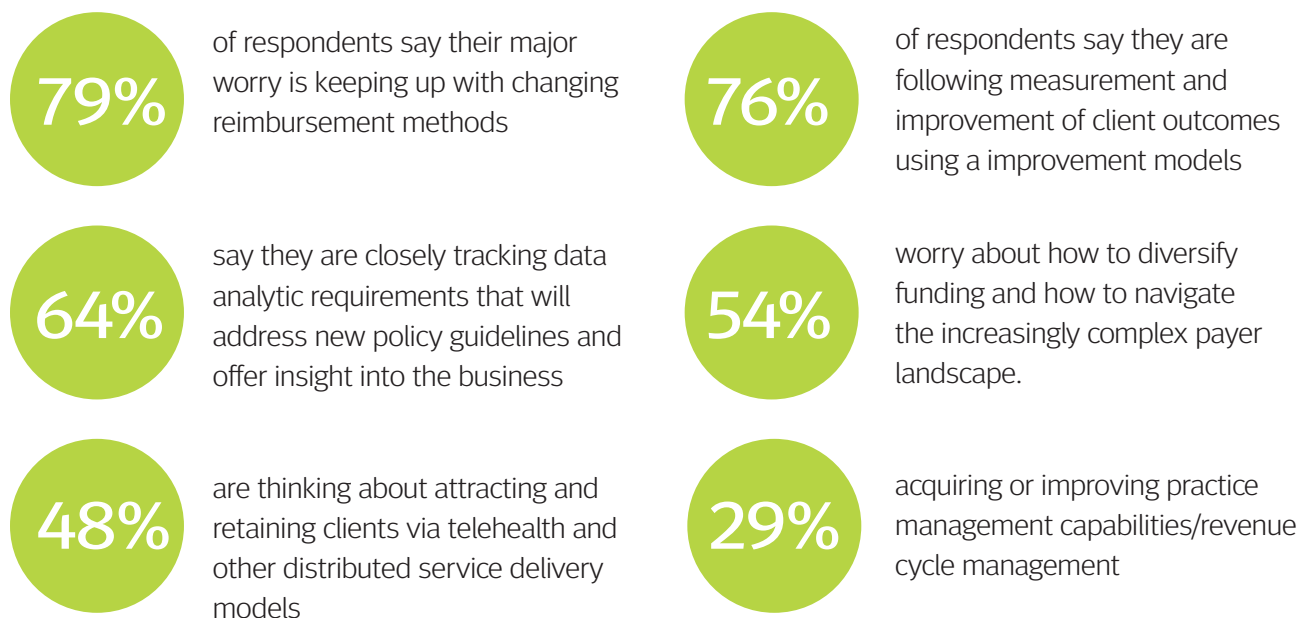 79%
of respondents say their major
worry is keeping up with changing
reimbursement methods
76%
of respondents say they are
following measurement and
improvement of client outcomes
using a improvement models
64%
say they are closely tracking data
analytic requirements that will
address new policy guidelines and
offer insight into the business
54%
worry about how to diversify
funding and how to navigate
the increasingly complex payer
landscape.
48%
are thinking about attracting and
retaining clients via telehealth and
other distributed service delivery
models
29%
acquiring or improving practice
management capabilities/revenue
cycle management